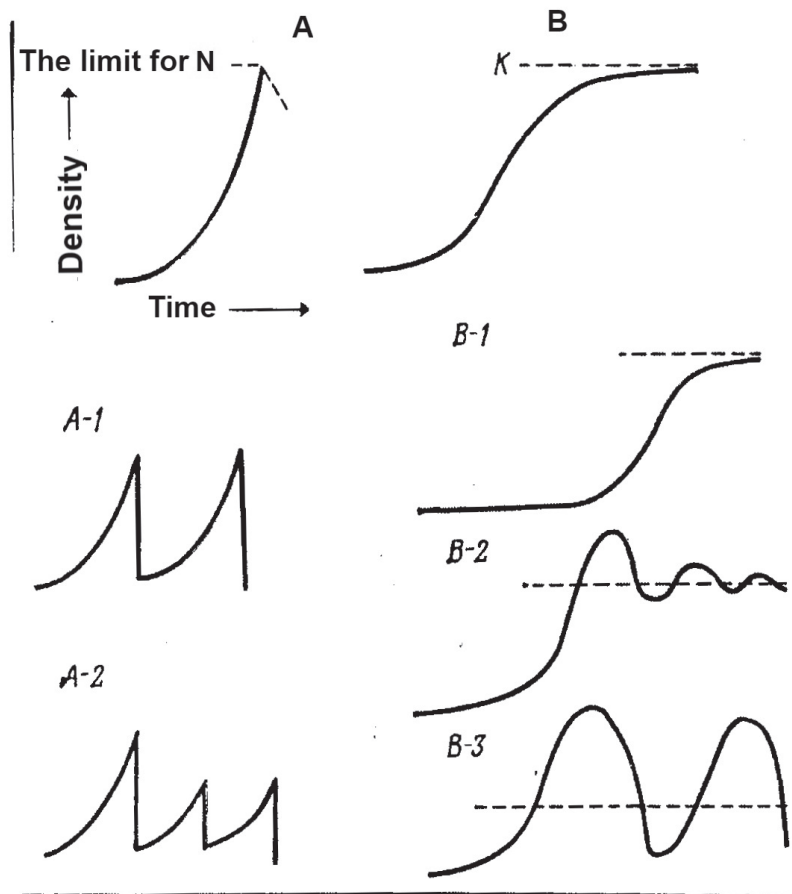 A
B
The limit for N
K
Density
Time
B-1
A-1
B-2
A-2
B-3